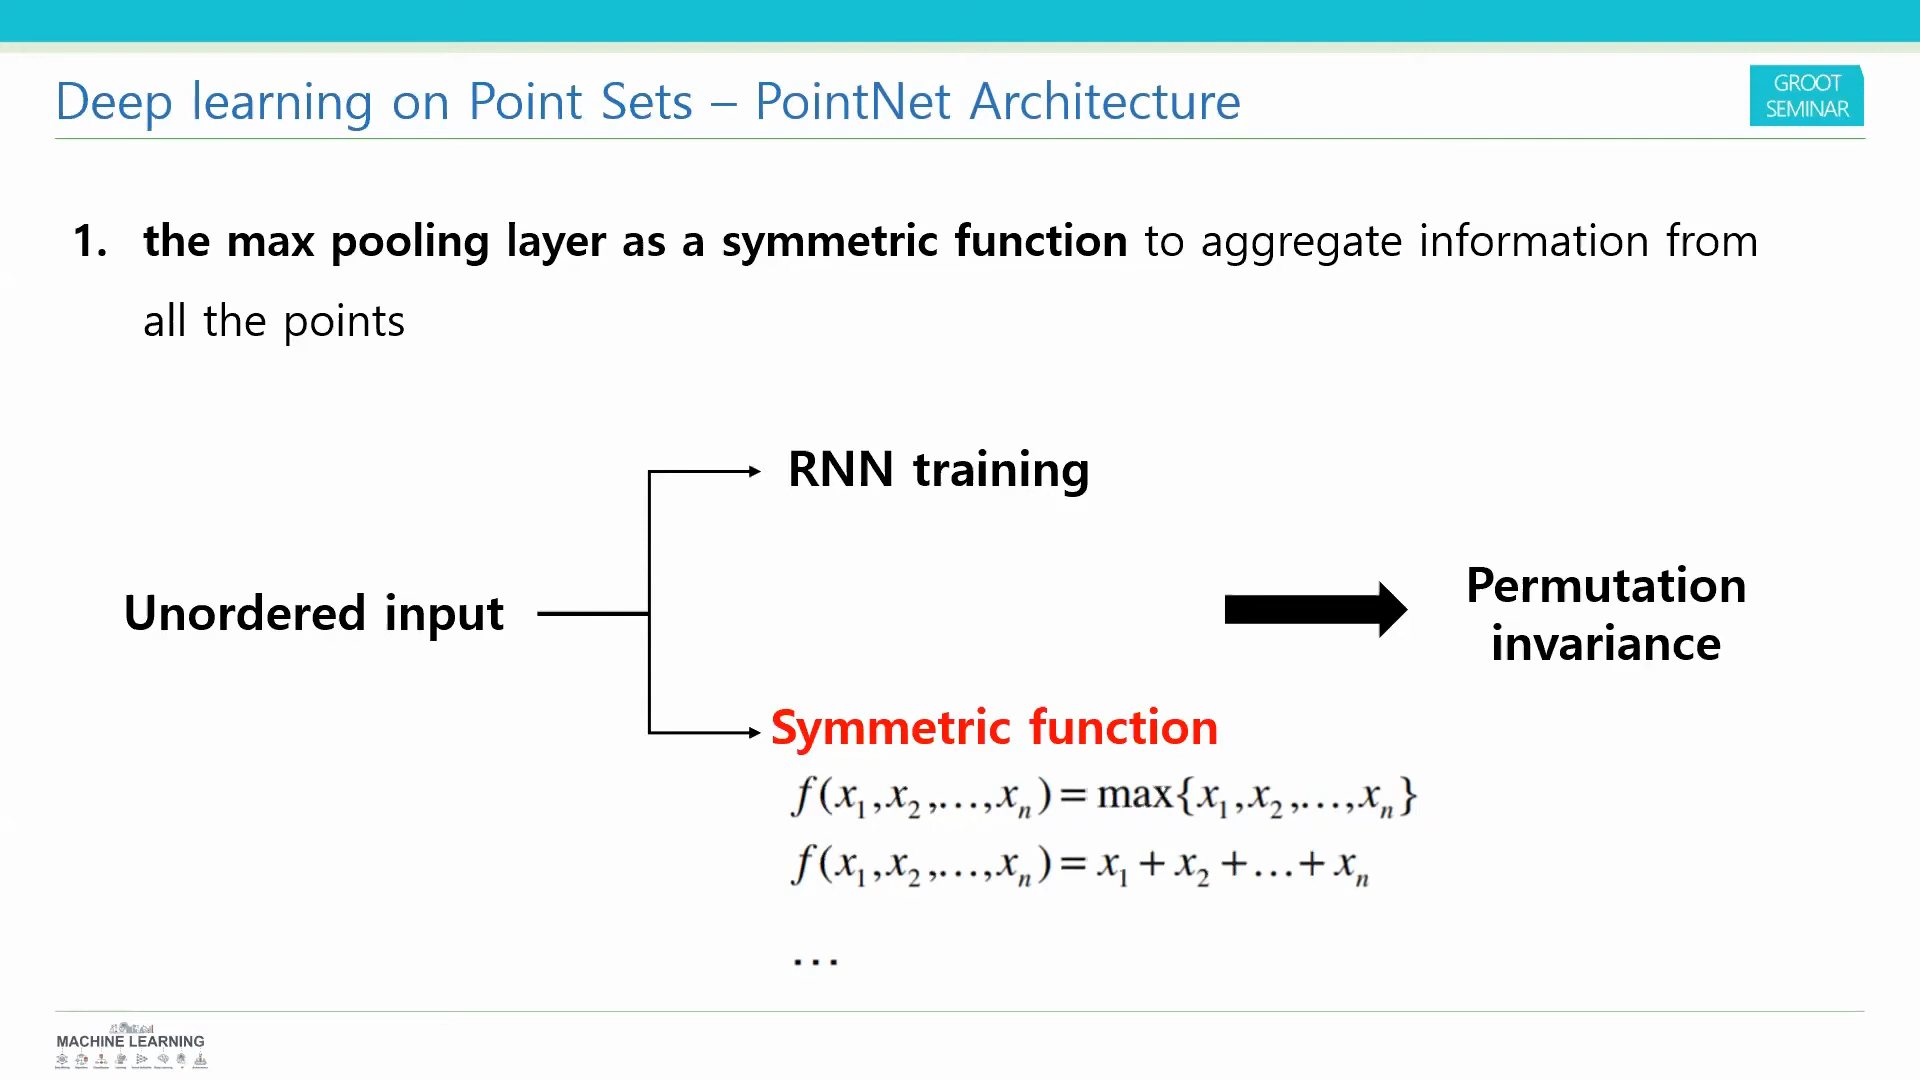 Deep learning on Point Sets – PointNet Architecture
GROOT
SEMINAR
1. the max pooling layer as a symmetric function to aggregate information from
all the points
RNN training
Unordered input
Permutation
invariance
Symmetric function
f(x₁,x₂,...,xₙ) = max{x₁,x₂,...,xₙ}
f(x₁,x₂,...,xₙ) = x₁ + x₂ + ... + xₙ
...
MACHINE LEARNING